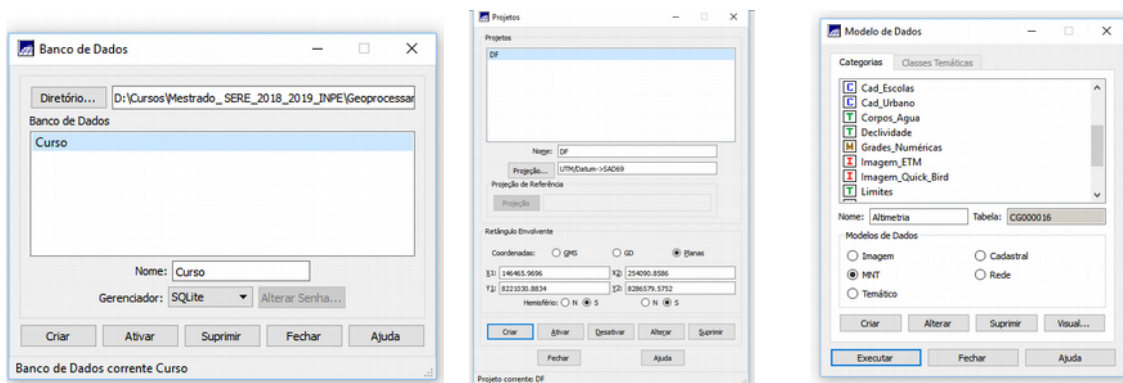 Banco de Dados
Diretório... D:\Cursos\Mestrado_ SERE_2018_2019_INPE\Geoprocessar
Banco de Dados
Curso
Nome: Curso
Gerenciador: SQLite Alterar Senha...
Criar Ativar Suprimir Fechar Ajuda
Banco de Dados corrente Curso
Projetos
Projetos
DF
Nome: DF
Projeção... UTM/Datum->SAD69
Projeção de Referência
Projeção
Retângulo Envolvente
Coordenadas: GMS GD Planas
X1: 146465.9696 X2: 254090.8586
Y1: 8221030.8834 Y2: 8286579.5752
Hemisfério: N S N S
Criar Ativar Desativar Alterar Suprimir
Fechar Ajuda
Projeto corrente: DF
Modelo de Dados
Categorias Classes Temáticas
C Cad_Escolas
C Cad_Urbano
T Corpos_Agua
T Declividade
M Grades_Numéricas
I Imagem_ETM
I Imagem_Quick_Bird
T Limites
Nome: Altimetria Tabela: CG000016
Modelos de Dados
Imagem Cadastral
MNT Rede
Temático
Criar Alterar Suprimir Visual...
Executar Fechar Ajuda